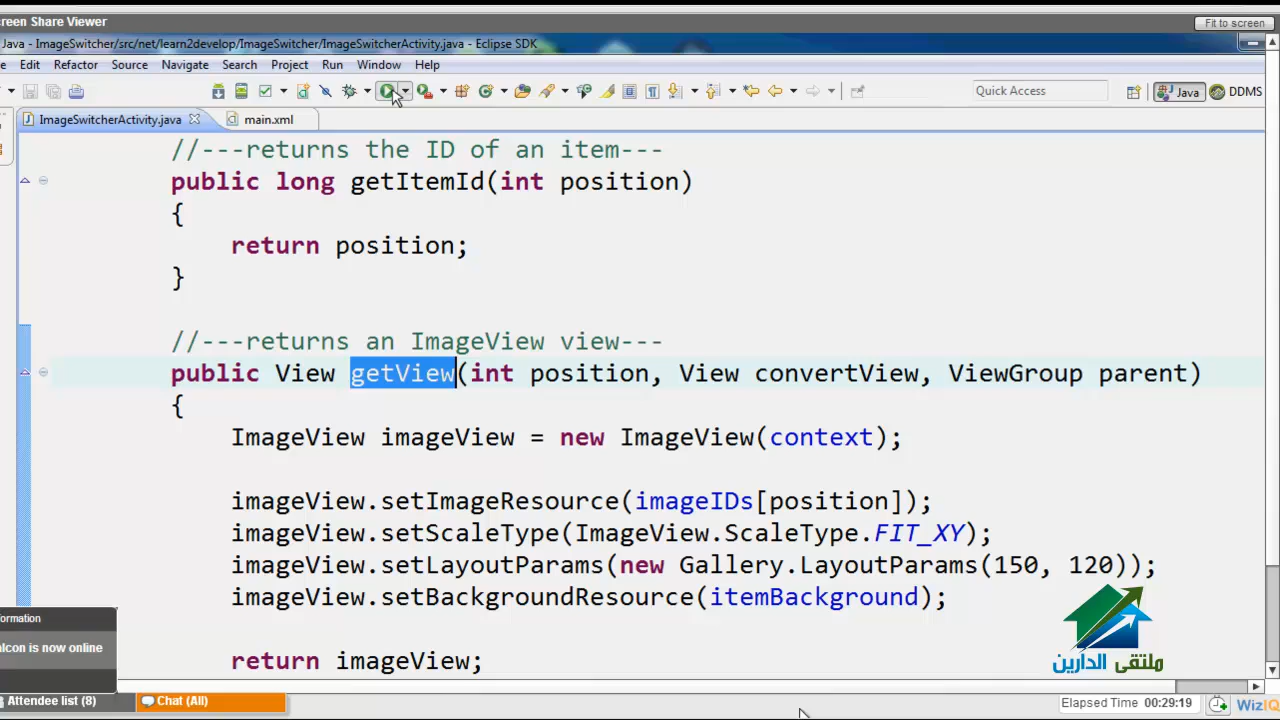 reen Share Viewer
Fit to screen
Java - ImageSwitcher/src/net/learn2develop/ImageSwitcher/ImageSwitcherActivity.java - Eclipse SDK
e Edit Refactor Source Navigate Search Project Run Window Help
Quick Access
Java
DDMS
ImageSwitcherActivity.java
main.xml
//---returns the ID of an item---
public long getItemId(int position)
{
return position;
}
//---returns an ImageView view---
public View getView(int position, View convertView, ViewGroup parent)
{
ImageView imageView = new ImageView(context);
imageView.setImageResource(imageIDs[position]);
imageView.setScaleType(ImageView.ScaleType.FIT_XY);
imageView.setLayoutParams(new Gallery.LayoutParams(150, 120));
imageView.setBackgroundResource(itemBackground);
return imageView;
formation
alcon is now online
ملتقى الدارين
Attendee list (8)
Chat (All)
Elapsed Time 00:29:19
WizIQ